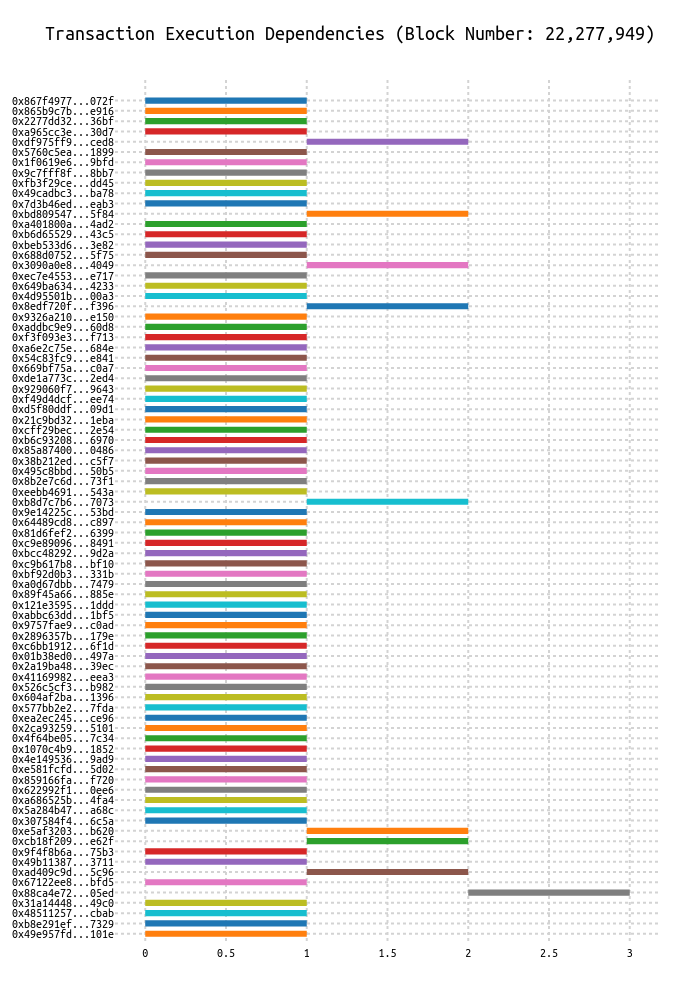 Transaction Execution Dependencies (Block Number: 22,277,949)
0x867f4977...072f
0x865b9c7b...e916
0x2277dd32...36bf
0xa965cc3e...30d7
0xdf975ff9...ced8
0x5760c5ea...1899
0x1f0619e6...9bfd
0x9c7fff8f...8bb7
0xfb3f29ce...dd45
0x49cadbc3...ba78
0x7d3b46ed...eab3
0xbd809547...5f84
0xa401800a...4ad2
0xb6d65529...43c5
0xbeb533d6...3e82
0x688d0752...5f75
0x3090a0e8...4049
0xec7e4553...e717
0x649ba634...4233
0x4d95501b...00a3
0x8edf720f...f396
0x9326a210...e150
0xaddbc9e9...60d8
0xf3f093e3...f713
0xa6e2c75e...684e
0x54c83fc9...e841
0x669bf75a...c0a7
0xde1a773c...2ed4
0x929060f7...9643
0xf49d4dcf...ee74
0xd5f80ddf...09d1
0x21c9bd32...1eba
0xcff29bec...2e54
0xb6c93208...6970
0x85a87400...0486
0x38b212ed...c5f7
0x495c8bbd...50b5
0x8b2e7c6d...73f1
0xeebb4691...543a
0xb8d7c7b6...7073
0x9e14225c...53bd
0x64489cd8...c897
0x81d6fef2...6399
0xc9e89096...8491
0xbcc48292...9d2a
0xc9b617b8...bf10
0xbf92d0b3...331b
0xa0d67dbb...7479
0x89f45a66...885e
0x121e3595...1ddd
0xabbc63dd...1bf5
0x9757fae9...c0ad
0x2896357b...179e
0xc6bb1912...6f1d
0x01b38ed0...497a
0x2a19ba48...39ec
0x41169982...eea3
0x526c5cf3...b982
0x604af2ba...1396
0x577bb2e2...7fda
0xea2ec245...ce96
0x2ca93259...5101
0x4f64be05...7c34
0x1070c4b9...1852
0x4e149536...9ad9
0xe581fcfd...5d02
0x859166fa...f720
0x622992f1...0ee6
0xa686525b...4fa4
0x5a284b47...a68c
0x307584f4...6c5a
0xe5af3203...b620
0xcb18f209...e62f
0x9f4f8b6a...75b3
0x49b11387...3711
0xad409c9d...5c96
0x67122ee8...bfd5
0x88ca4e72...05ed
0x31a14448...49c0
0x48511257...cbab
0xb8e291ef...7329
0x49e957fd...101e
0 0.5 1 1.5 2 2.5 3